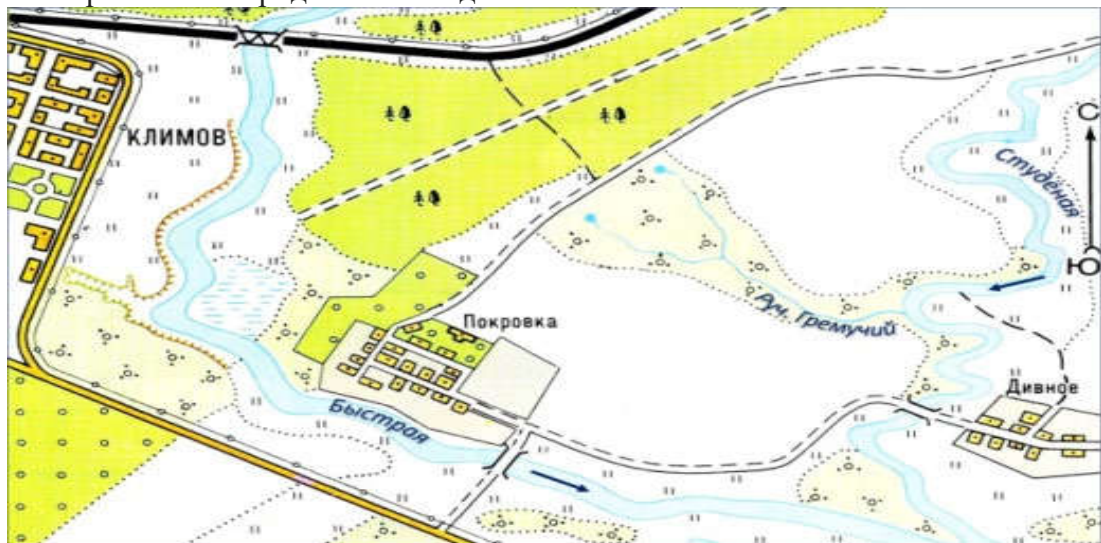 КЛИМОВ
С
Студёная
Ю
Руч. Гремучий
Покровка
Дивное
Быстрая